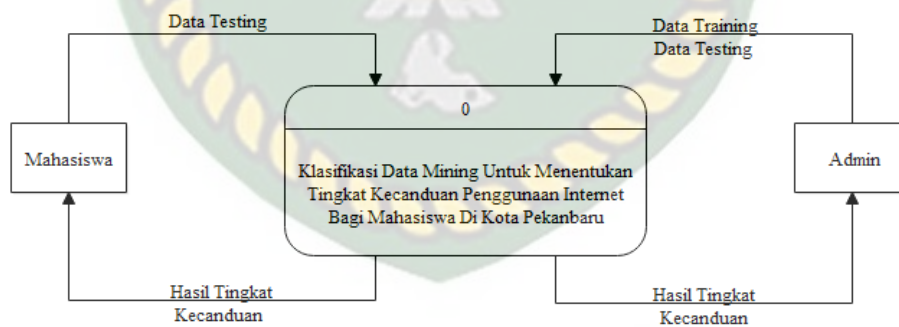 Data Testing
Data Training
Data Testing
0
Mahasiswa
Klasifikasi Data Mining Untuk Menentukan
Tingkat Kecanduan Penggunaan Internet
Bagi Mahasiswa Di Kota Pekanbaru
Admin
Hasil Tingkat
Kecanduan
Hasil Tingkat
Kecanduan